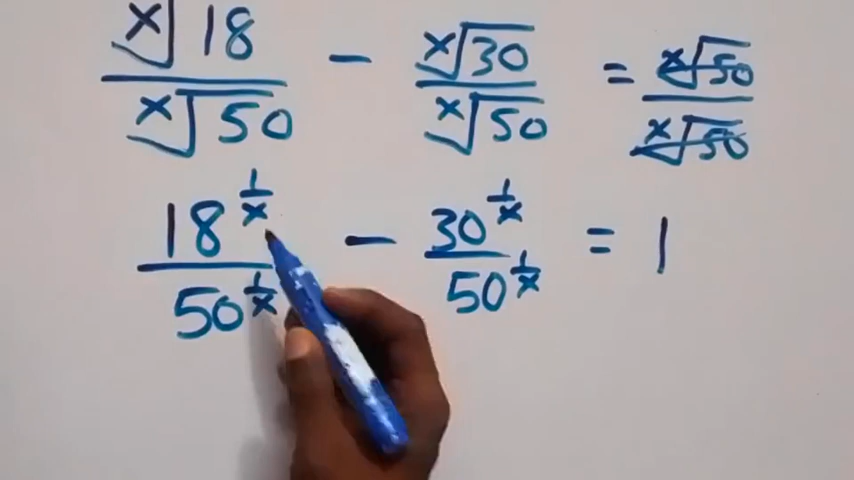 ˣ√18 / ˣ√50 − ˣ√30 / ˣ√50 = ˣ√50 / ˣ√50
18^(1/x) / 50^(1/x) − 30^(1/x) / 50^(1/x) = 1